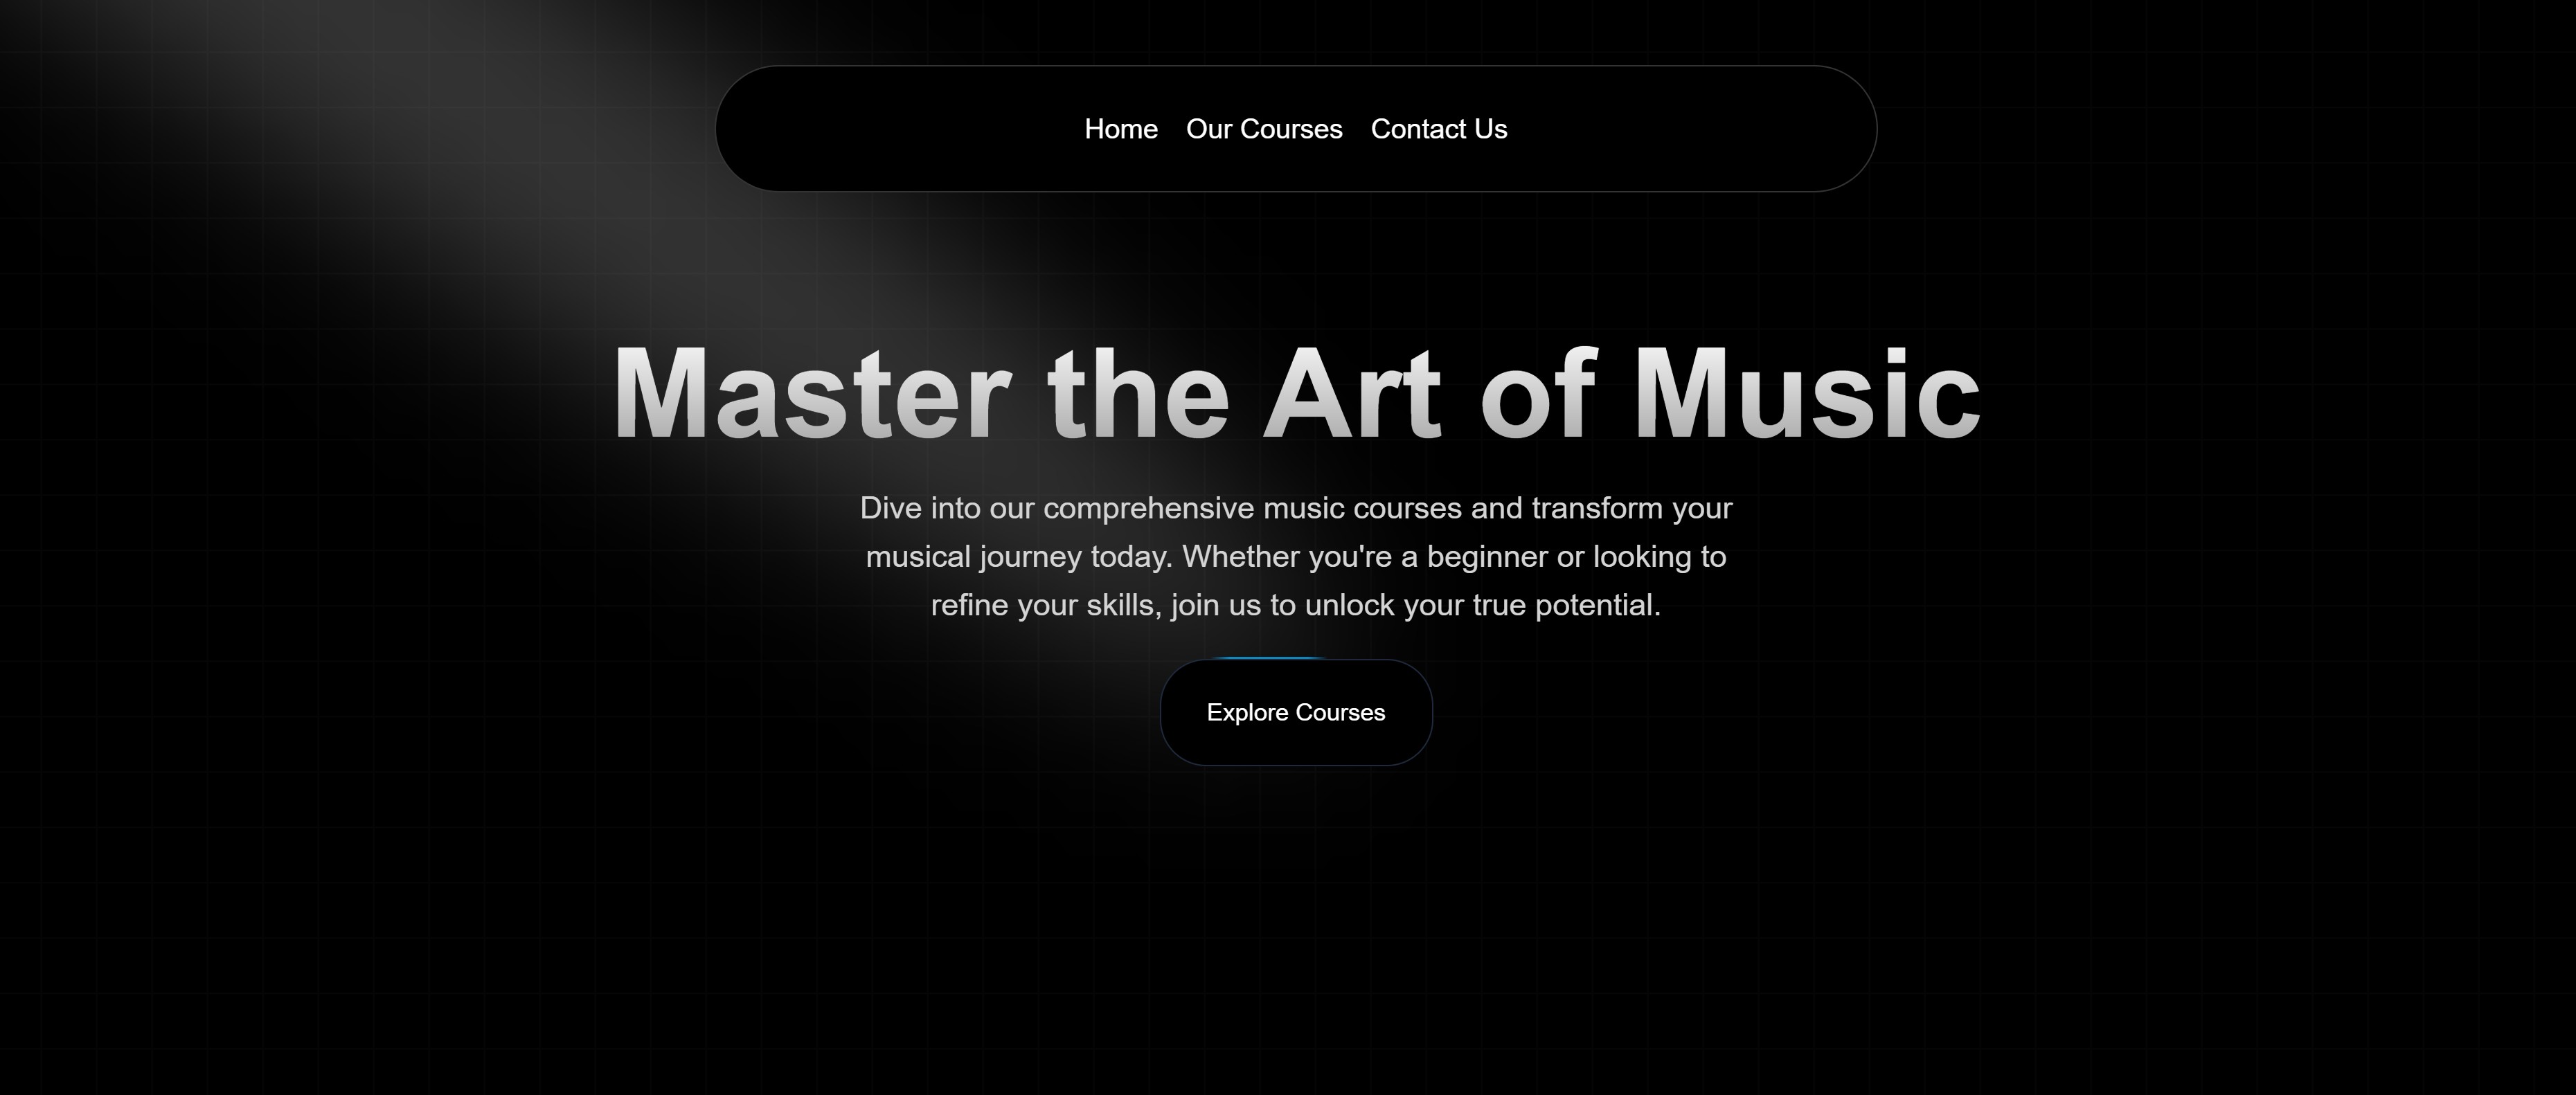 Home Our Courses Contact Us
Master the Art of Music
Dive into our comprehensive music courses and transform your
musical journey today. Whether you're a beginner or looking to
refine your skills, join us to unlock your true potential.
Explore Courses